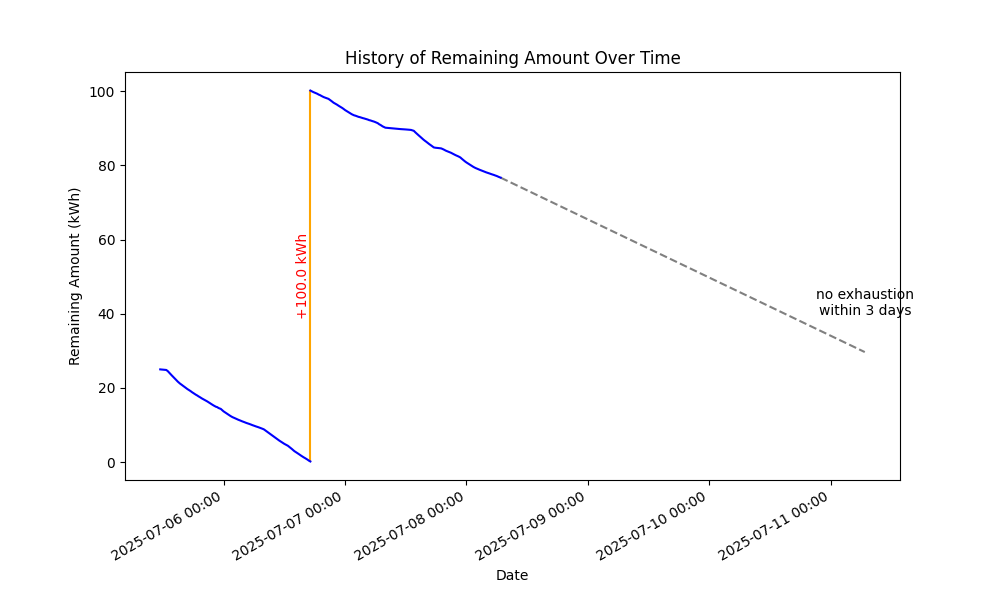 History of Remaining Amount Over Time
Remaining Amount (kWh)
100
80
60
40
20
0
+100.0 kWh
no exhaustion
within 3 days
2025-07-06 00:00
2025-07-07 00:00
2025-07-08 00:00
2025-07-09 00:00
2025-07-10 00:00
2025-07-11 00:00
Date